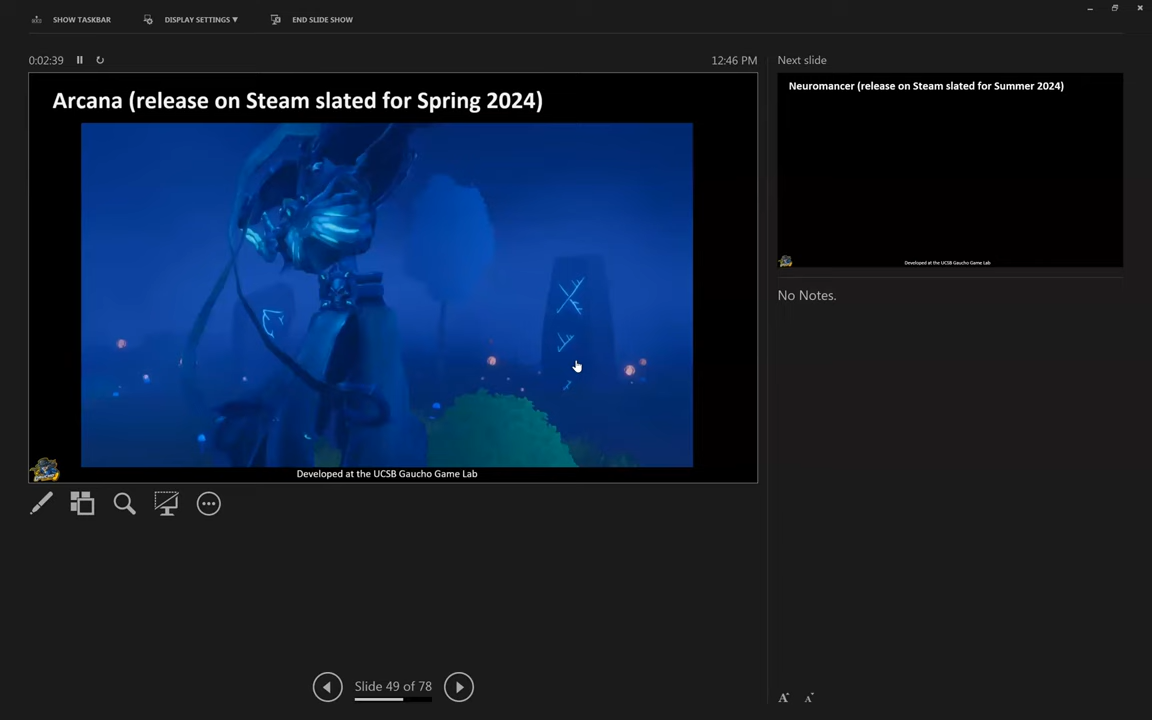 SHOW TASKBAR
DISPLAY SETTINGS ▼
END SLIDE SHOW
0:02:39
12:46 PM
Arcana (release on Steam slated for Spring 2024)
Developed at the UCSB Gaucho Game Lab
Slide 49 of 78
Next slide
Neuromancer (release on Steam slated for Summer 2024)
Developed at the UCSB Gaucho Game Lab
No Notes.
A A